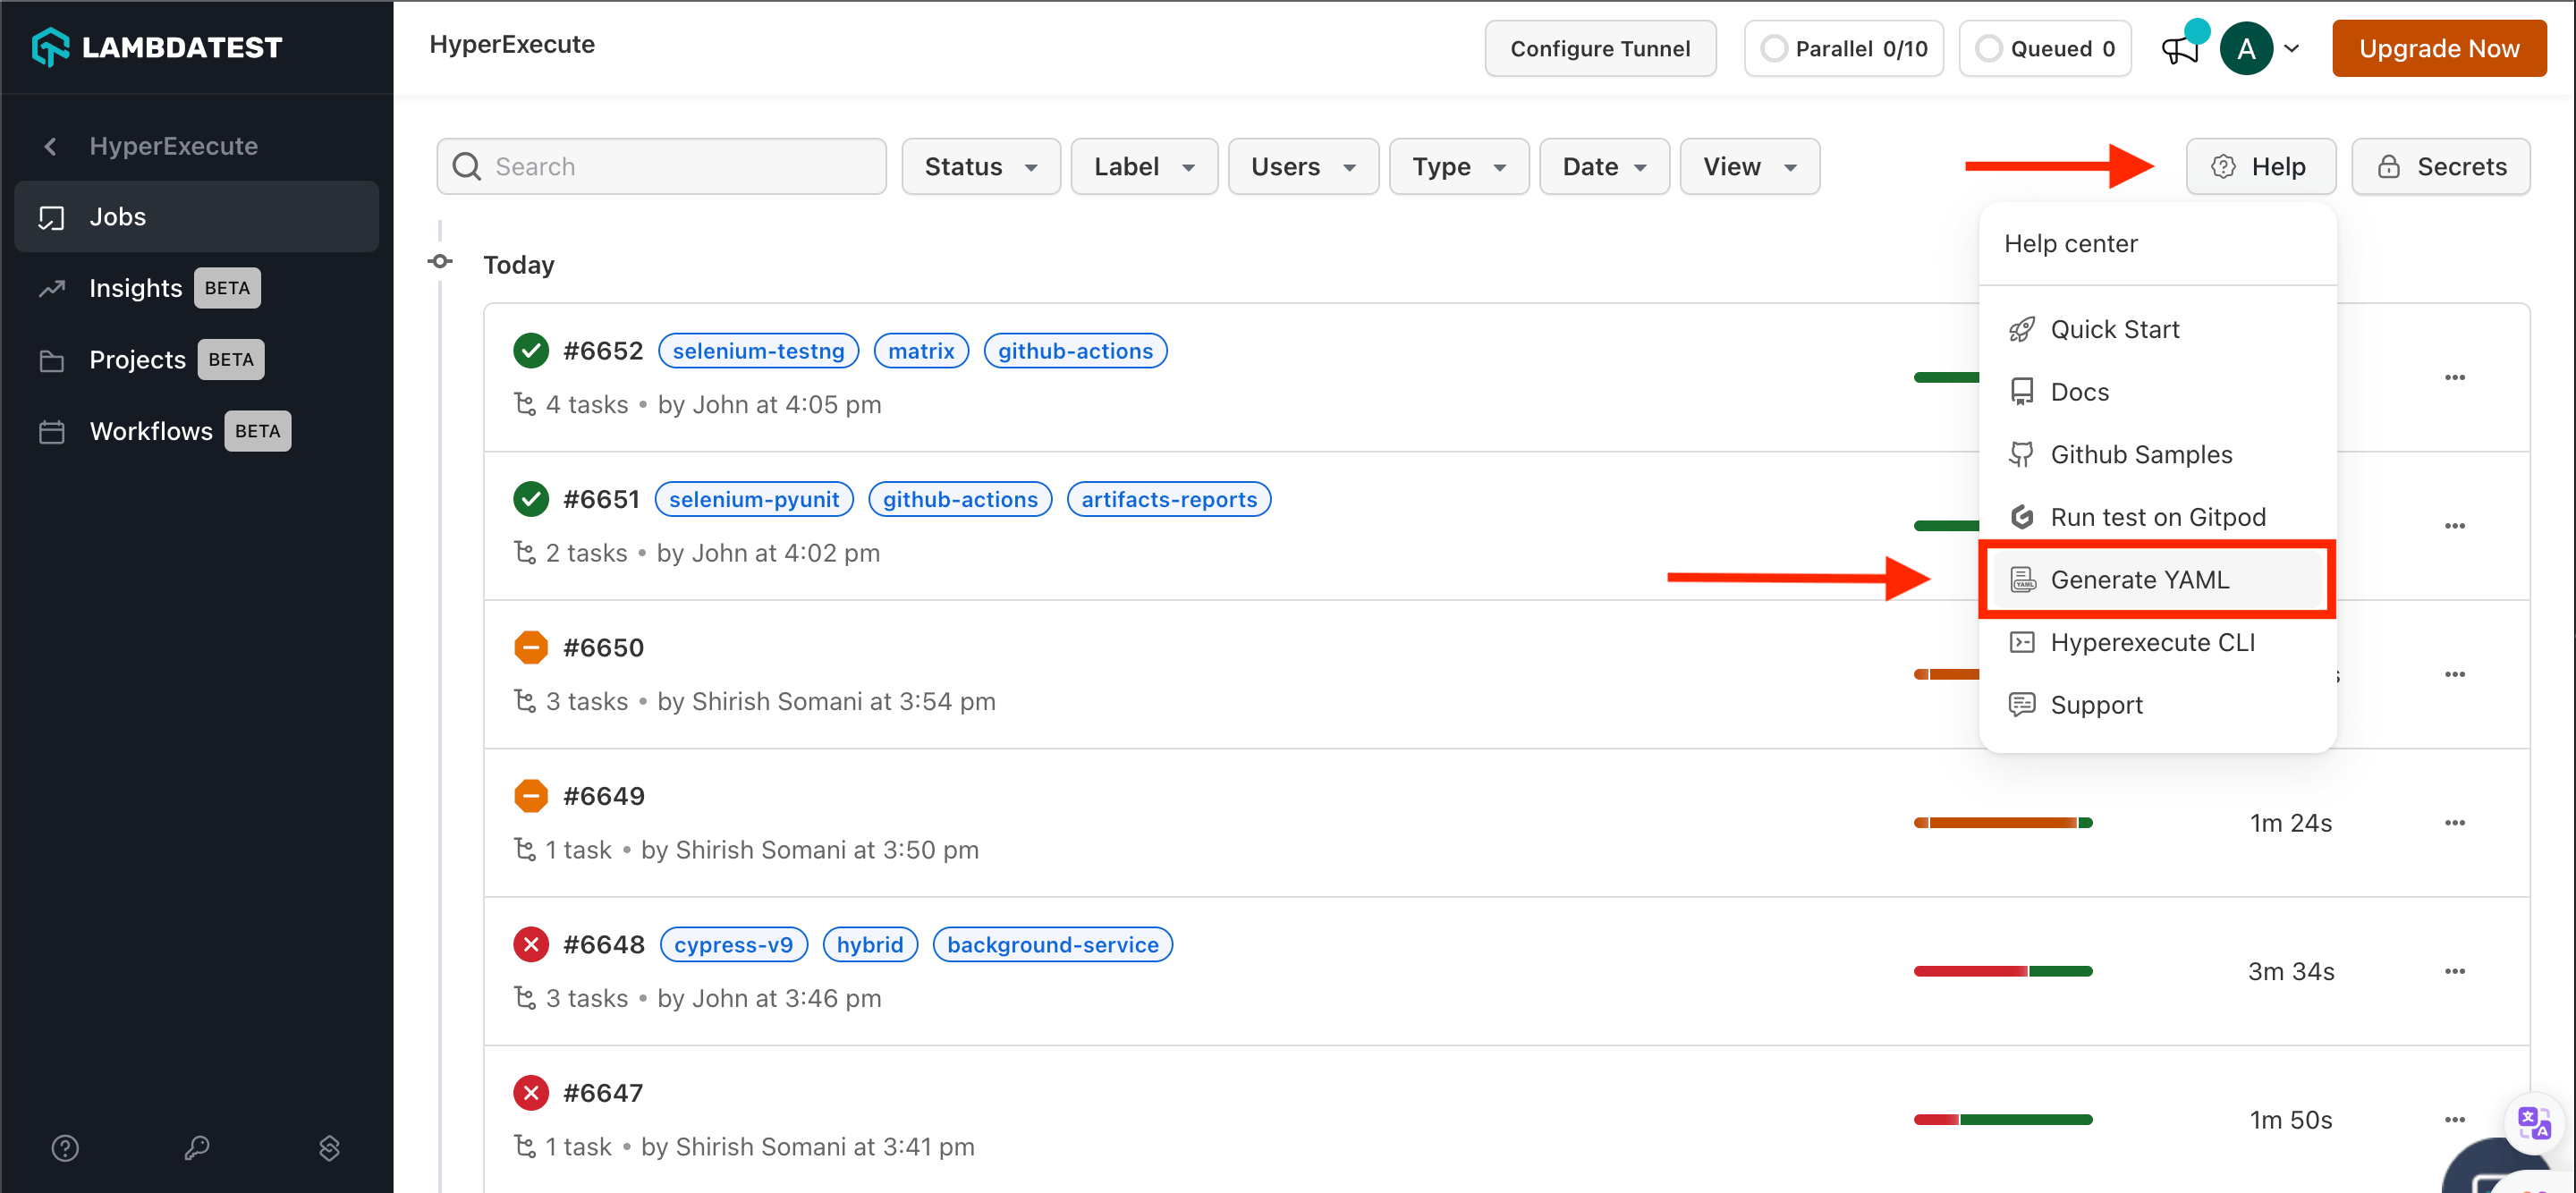 LAMBDATEST
HyperExecute
Configure Tunnel
Parallel 0/10
Queued 0
A
Upgrade Now
HyperExecute
Jobs
Insights BETA
Projects BETA
Workflows BETA
Search
Status
Label
Users
Type
Date
View
Help
Secrets
Help center
Quick Start
Docs
Github Samples
Run test on Gitpod
Generate YAML
Hyperexecute CLI
Support
Today
#6652 selenium-testng matrix github-actions
4 tasks • by John at 4:05 pm
#6651 selenium-pyunit github-actions artifacts-reports
2 tasks • by John at 4:02 pm
#6650
3 tasks • by Shirish Somani at 3:54 pm
s
#6649
1 task • by Shirish Somani at 3:50 pm
1m 24s
#6648 cypress-v9 hybrid background-service
3 tasks • by John at 3:46 pm
3m 34s
#6647
1 task • by Shirish Somani at 3:41 pm
1m 50s